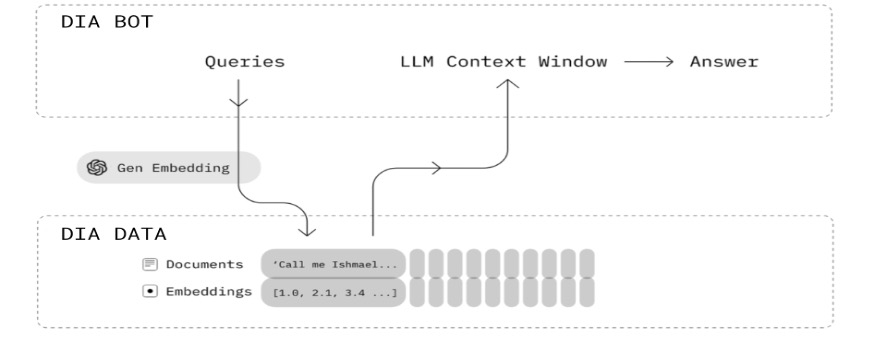 DIA BOT
Queries
LLM Context Window
Answer
Gen Embedding
DIA DATA
Documents
'Call me Ishmael...
Embeddings
[1.0, 2.1, 3.4 ...]